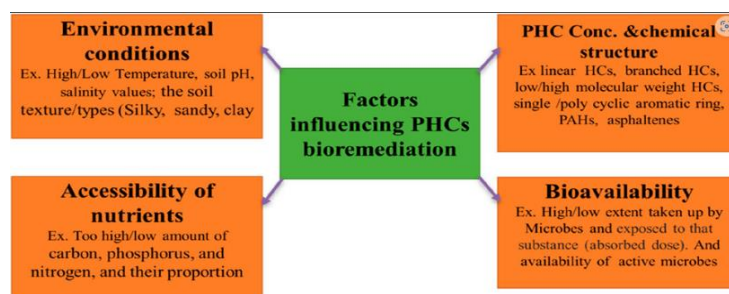 Environmental
conditions
Ex. High/Low Temperature, soil pH,
salinity values; the soil
texture/types (Silky, sandy, clay
PHC Conc. &chemical
structure
Ex linear HCs, branched HCs,
low/high molecular weight HCs,
single /poly cyclic aromatic ring,
PAHs, asphaltenes
Factors
influencing PHCs
bioremediation
Accessibility of
nutrients
Ex. Too high/low amount of
carbon, phosphorus, and
nitrogen, and their proportion
Bioavailability
Ex. High/low extent taken up by
Microbes and exposed to that
substance (absorbed dose). And
availability of active microbes